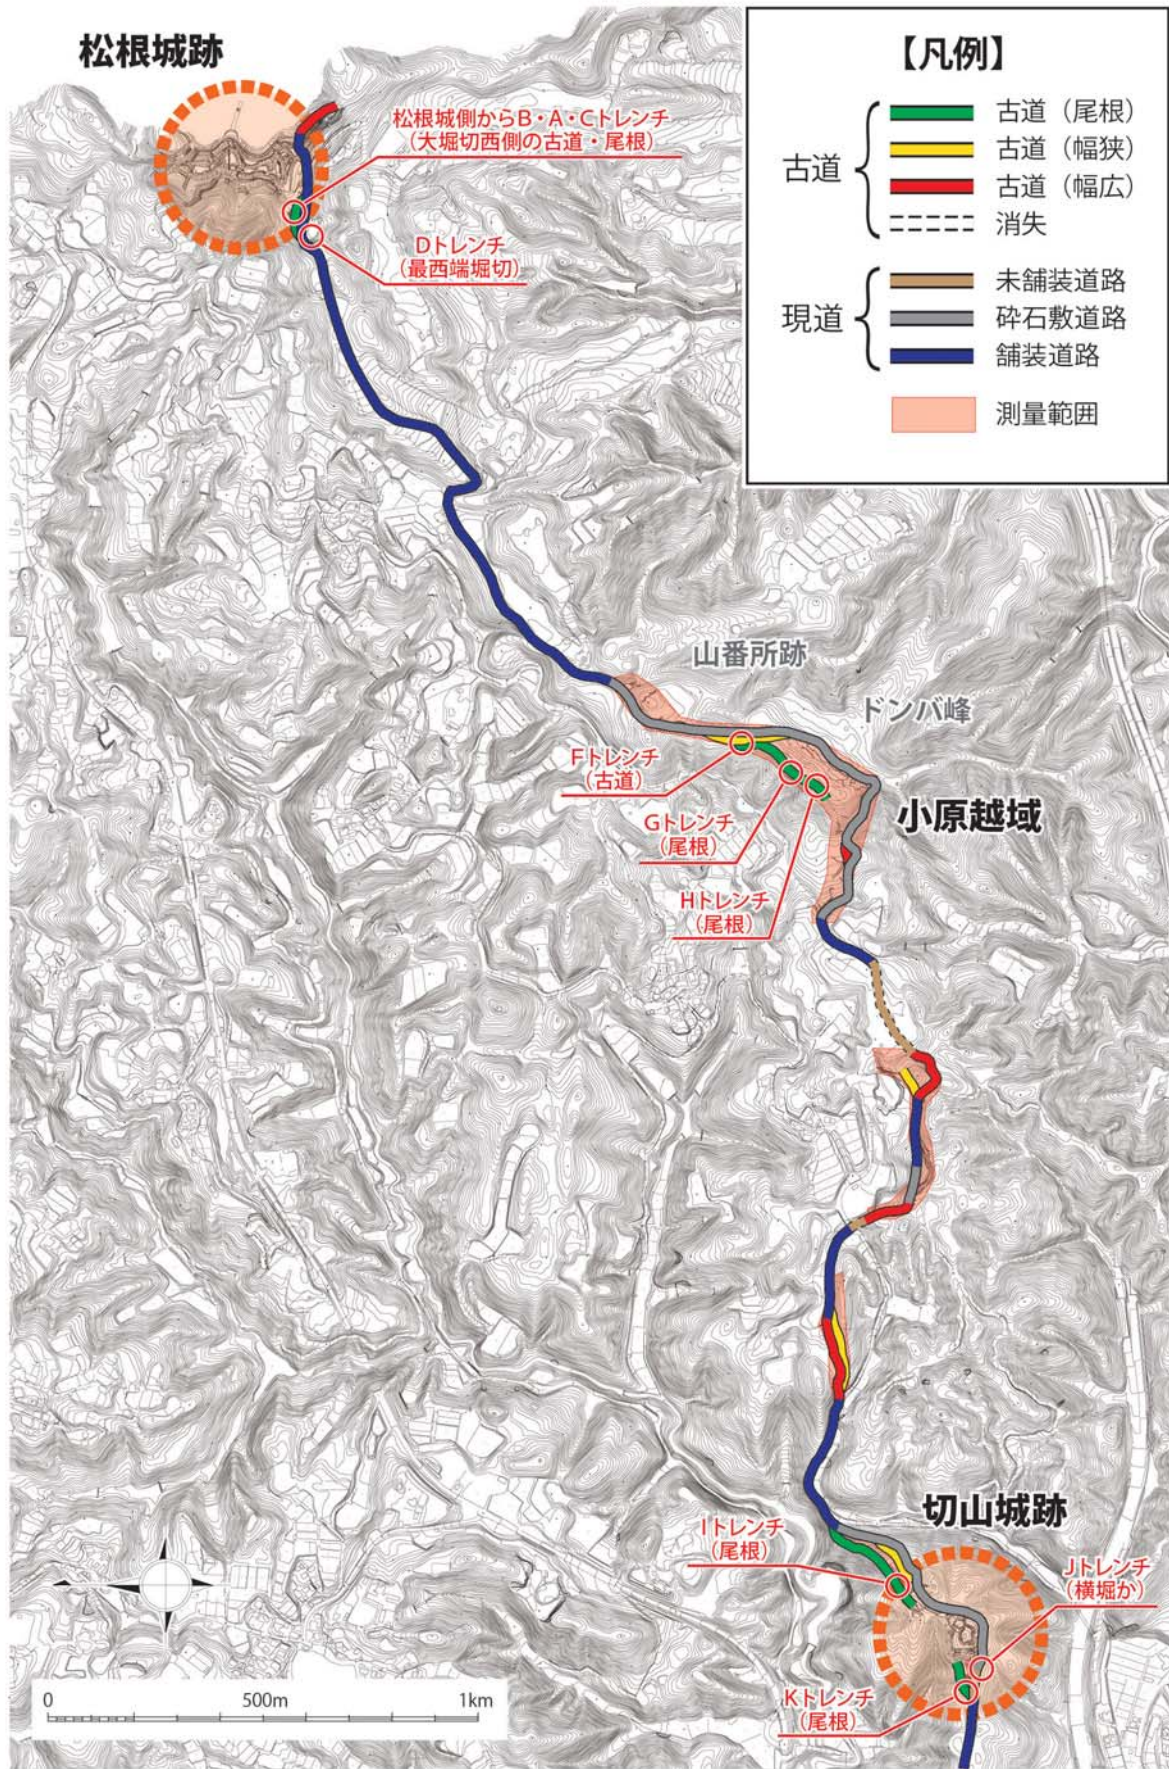 松根城跡
松根城側からB・A・Cトレンチ
(大堀切西側の古道・尾根)
Dトレンチ
(最西端堀切)
【凡例】
古道
古道（尾根）
古道（幅狭）
古道（幅広）
消失
現道
未舗装道路
砕石敷道路
舗装道路
測量範囲
山番所跡
ドンバ峰
Fトレンチ
(古道)
小原越域
Gトレンチ
(尾根)
Hトレンチ
(尾根)
切山城跡
Iトレンチ
(尾根)
Jトレンチ
(横堀か)
Kトレンチ
(尾根)
0 500m 1km